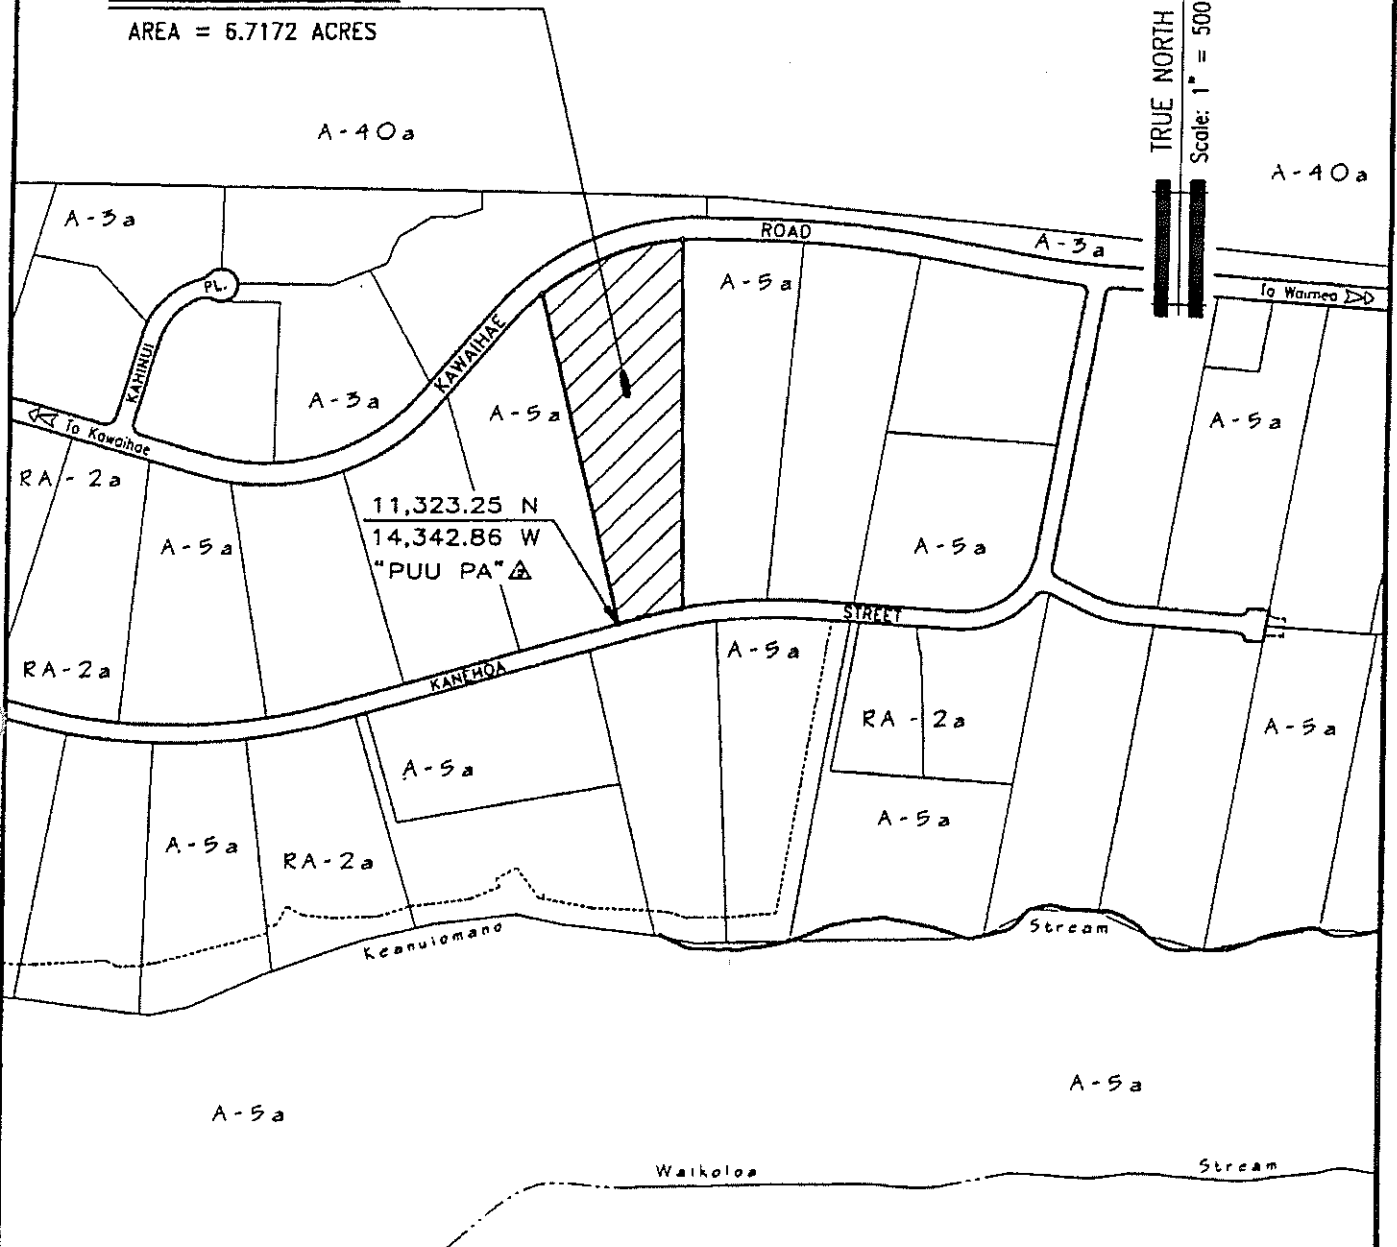 AREA = 6.7172 ACRES
TRUE NORTH
Scale: 1" = 500
A-40a
A-40a
A-3a
ROAD
A-3a
PL.
A-5a
To Waimea
KAHINUI
KAWAIHAE
A-3a
A-5a
A-5a
To Kawaihae
RA-2a
11,323.25 N
14,342.86 W
"PUU PA"
A-5a
A-5a
STREET
RA-2a
KANEHOA
A-5a
RA-2a
A-5a
A-5a
A-5a
A-5a
RA-2a
Keanuiomano
Stream
A-5a
A-5a
Waikoloa
Stream